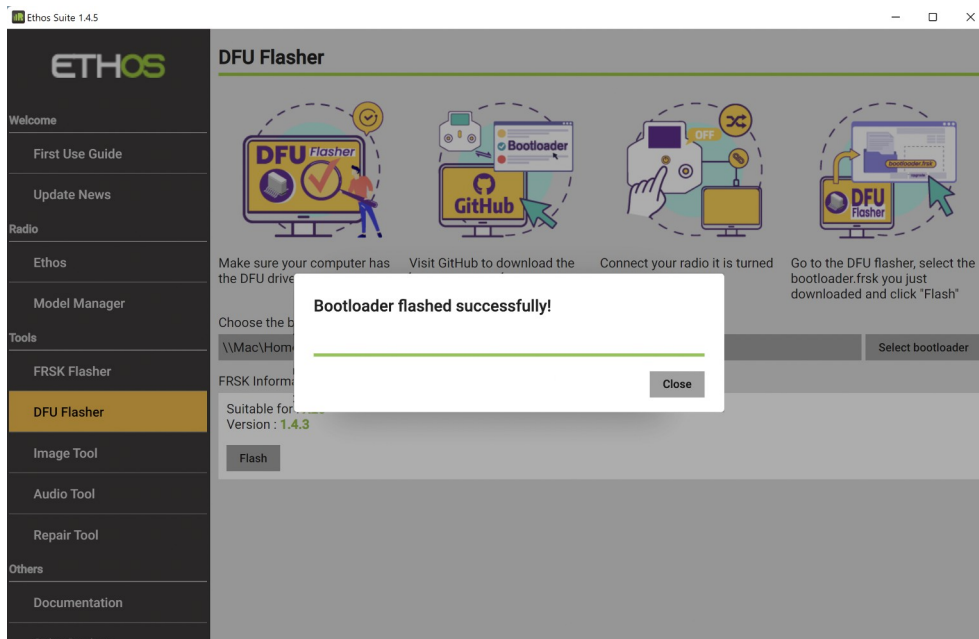 Ethos Suite 1.4.5
ETHOS
Welcome
First Use Guide
Update News
Radio
Ethos
Model Manager
Tools
FRSK Flasher
DFU Flasher
Image Tool
Audio Tool
Repair Tool
Others
Documentation
DFU Flasher
DFU Flasher
Bootloader
GitHub
OFF
bootloader.frsk
DFU
Flasher
Make sure your computer has
the DFU drive
Visit GitHub to download the
Connect your radio it is turned
Go to the DFU flasher, select the
bootloader.frsk you just
downloaded and click "Flash"
Choose the b
\\Mac\Hom
Select bootloader
FRSK Informa
Suitable for
Version : 1.4.3
Flash
Bootloader flashed successfully!
Close